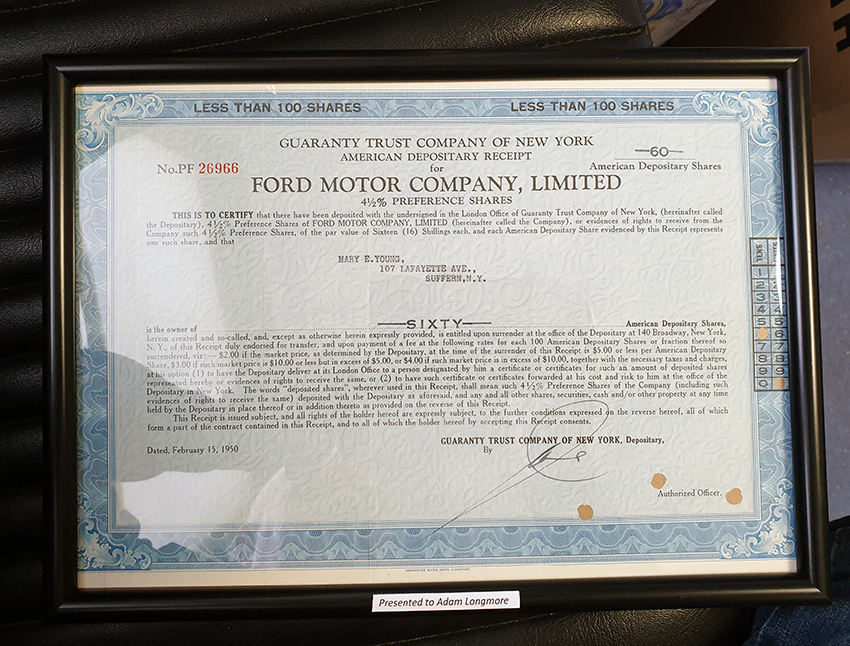 LESS THAN 100 SHARES LESS THAN 100 SHARES
GUARANTY TRUST COMPANY OF NEW YORK
AMERICAN DEPOSITARY RECEIPT
—60—
No.PF 26966
for
American Depositary Shares
FORD MOTOR COMPANY, LIMITED
4½% PREFERENCE SHARES
THIS IS TO CERTIFY that there have been deposited with the undersigned in the London Office of Guaranty Trust Company of New York, (hereinafter called
the Depositary), 4½% Preference Shares of FORD MOTOR COMPANY, LIMITED (hereinafter called the Company), or evidences of rights to receive from the
Company such 4½% Preference Shares, of the par value of Sixteen (16) Shillings each, and each American Depositary Share evidenced by this Receipt represents
one such share, and that
MARY E.YOUNG,
107 LAFAYETTE AVE.,
SUFFERN,N.Y.
is the owner of —SIXTY— American Depositary Shares,
herein created and so-called, and, except as otherwise herein expressly provided, is entitled upon surrender at the office of the Depositary at 140 Broadway, New York,
N. Y., of this Receipt duly endorsed for transfer, and upon payment of a fee at the following rates for each 100 American Depositary Shares or fraction thereof so
surrendered, viz:— $2.00 if the market price, as determined by the Depositary, at the time of the surrender of this Receipt is $5.00 or less per American Depositary
Share, $3.00 if such market price is $10.00 or less but in excess of $5.00, or $4.00 if such market price is in excess of $10.00, together with the necessary taxes and charges,
at his option (1) to have the Depositary deliver at its London Office to a person designated by him a certificate or certificates for such an amount of deposited shares
represented hereby or evidences of rights to receive the same, or (2) to have such certificate or certificates forwarded at his cost and risk to him at the office of the
Depositary in New York. The words "deposited shares", wherever used in this Receipt, shall mean such 4½% Preference Shares of the Company (including such
evidences of rights to receive the same) deposited with the Depositary as aforesaid, and any and all other shares, securities, cash and/or other property at any time
held by the Depositary in place thereof or in addition thereto as provided on the reverse of this Receipt.
This Receipt is issued subject, and all rights of the holder hereof are expressly subject, to the further conditions expressed on the reverse hereof, all of which
form a part of the contract contained in this Receipt, and to all of which the holder hereof by accepting this Receipt consents.
GUARANTY TRUST COMPANY OF NEW YORK, Depositary,
Dated, February 15, 1950
By
Authorized Officer.
TENS UNITS
1
2
3
4 4
5 5
6
7 7
8 8
9 9
0
AMERICAN BANK NOTE COMPANY.
Presented to Adam Longmore